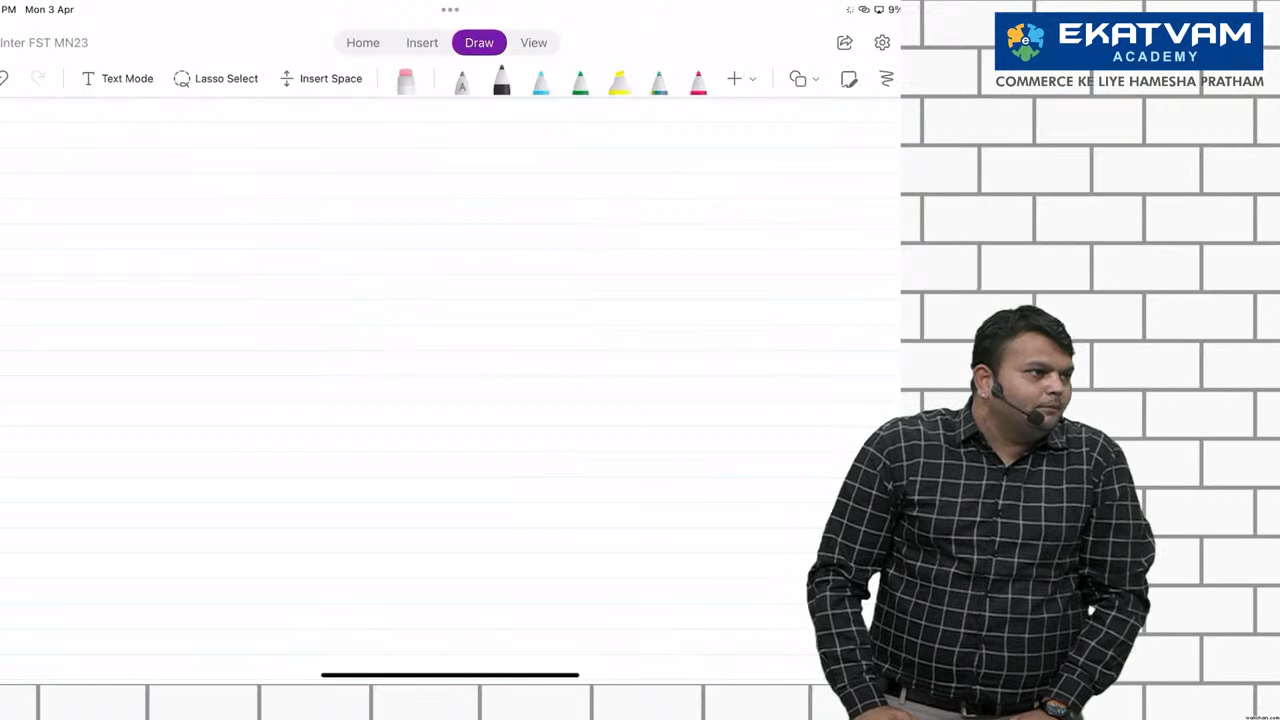 PM Mon 3 Apr
9%
Inter FST MN23
Home Insert Draw View
Text Mode Lasso Select Insert Space
A
e
EKATVAM
ACADEMY
COMMERCE KE LIYE HAMESHA PRATHAM